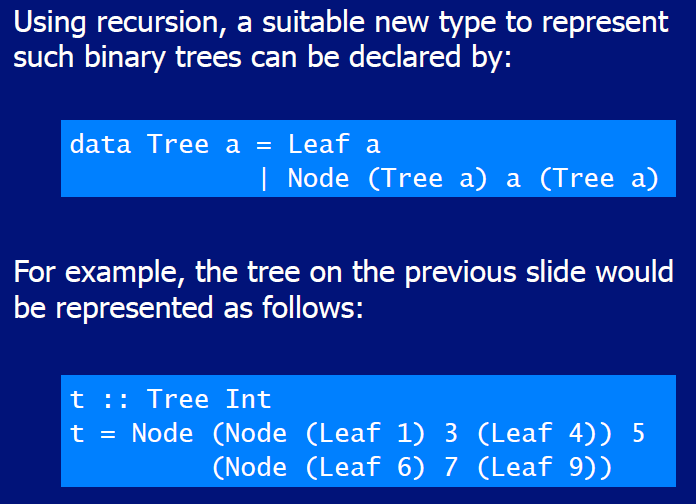 Using recursion, a suitable new type to represent
such binary trees can be declared by:
data Tree a = Leaf a
            | Node (Tree a) a (Tree a)
For example, the tree on the previous slide would
be represented as follows:
t :: Tree Int
t = Node (Node (Leaf 1) 3 (Leaf 4)) 5
         (Node (Leaf 6) 7 (Leaf 9))